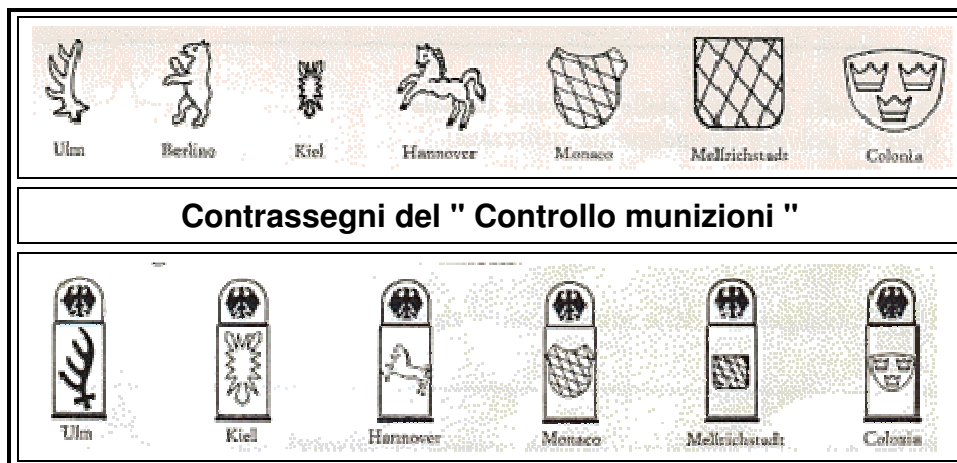 Ulm Berlino Kiel Hannover Monaco Mellrichstadt Colonia
Contrassegni del " Controllo munizioni "
Ulm Kiel Hannover Monaco Mellrichstadt Colonia